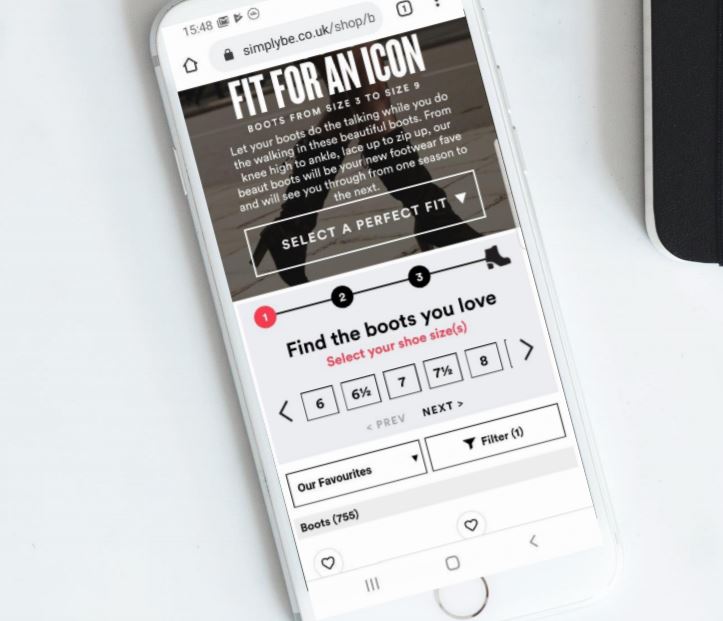 15:48
simplybe.co.uk/shop/b
1
FIT FOR AN ICON
BOOTS FROM SIZE 3 TO SIZE 9
Let your boots do the talking while you do
the walking in these beautiful boots. From
knee high to ankle, lace up to zip up, our
beaut boots will be your new footwear fave
and will see you through from one season to
the next.
SELECT A PERFECT FIT ▼
1 2 3
Find the boots you love
Select your shoe size(s)
< 6 6½ 7 7½ 8 >
< PREV NEXT >
Our Favourites ▼ Filter (1)
Boots (755)